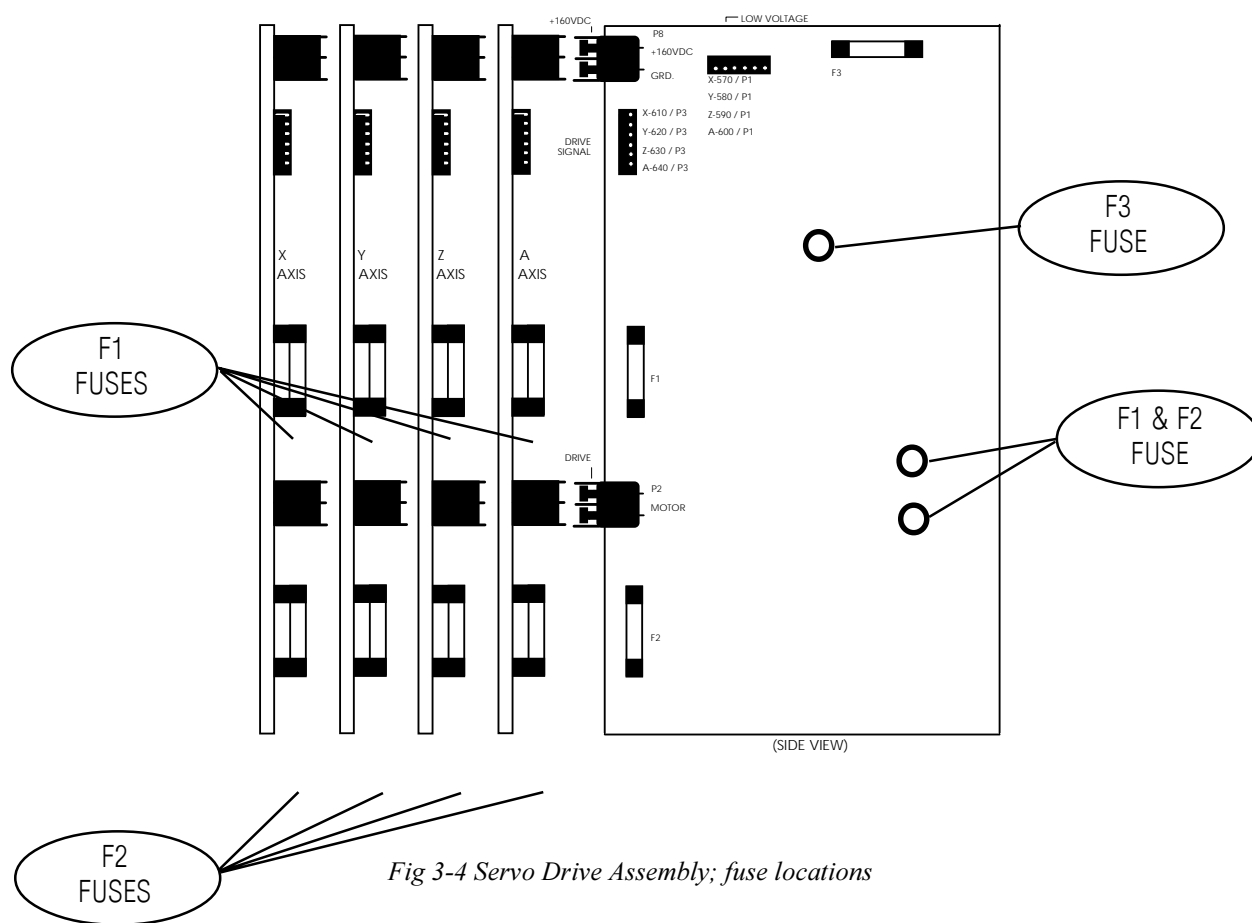 +160VDC
LOW VOLTAGE
P8
+160VDC
GRD.
F3
X-570 / P1
Y-580 / P1
Z-590 / P1
A-600 / P1
DRIVE
SIGNAL
X-610 / P3
Y-620 / P3
Z-630 / P3
A-640 / P3
F3
FUSE
X
AXIS
Y
AXIS
Z
AXIS
A
AXIS
F1
FUSES
F1
F1 & F2
FUSE
DRIVE
P2
MOTOR
F2
(SIDE VIEW)
F2
FUSES
Fig 3-4 Servo Drive Assembly; fuse locations